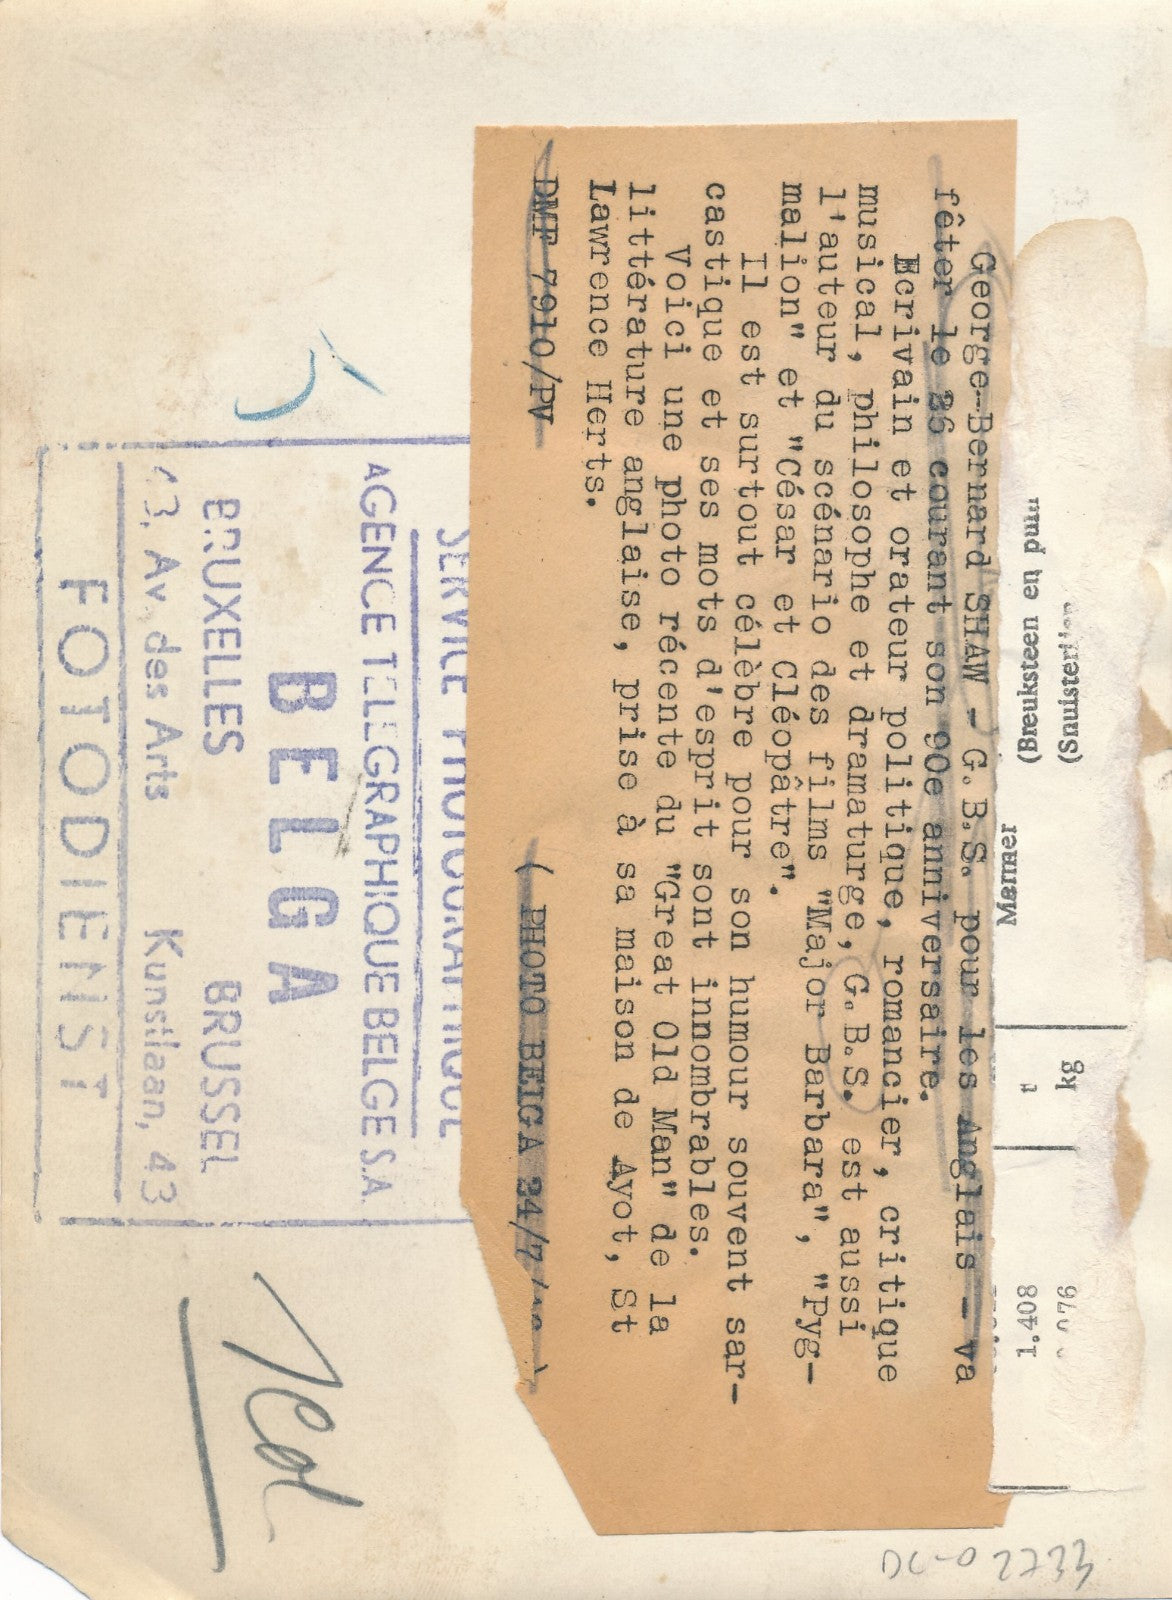 George-Bernard SHAW - G.B.S. pour les Anglais - va
fêter le 26 courant son 90e anniversaire.
Ecrivain et orateur politique, romancier, critique
musical, philosophe et dramaturge, G.B.S. est aussi
l'auteur du scénario des films "Major Barbara", "Pyg-
malion" et "César et Cléopâtre".
Il est surtout célèbre pour son humour souvent sar-
castique et ses mots d'esprit sont innombrables.
Voici une photo récente du "Great Old Man" de la
littérature anglaise, prise à sa maison de Ayot, St
Lawrence Herts.
DMF 7910/PV ( PHOTO BELGA 24/7/
SERVICE PHOTOGRAPHIQUE
AGENCE TELEGRAPHIQUE BELGE S.A.
BELGA
BRUXELLES BRUSSEL
43, Av. des Arts Kunstlaan, 43
FOTODIENST
(Breuksteen en
Marmer
t
kg
1.408